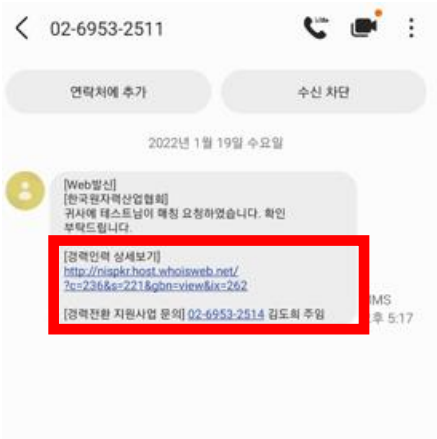 02-6953-2511
연락처에 추가
수신 차단
2022년 1월 19일 수요일
[Web발신]
[한국원자력산업협회]
귀사에 테스트님이 매칭 요청하였습니다. 확인
부탁드립니다.
[경력인력 상세보기]
http://nispkr.host.whoisweb.net/
?c=236&s=221&gbn=view&ix=262
[경력전환 지원사업 문의] 02-6953-2514 김도희 주임
MMS
오후 5:17